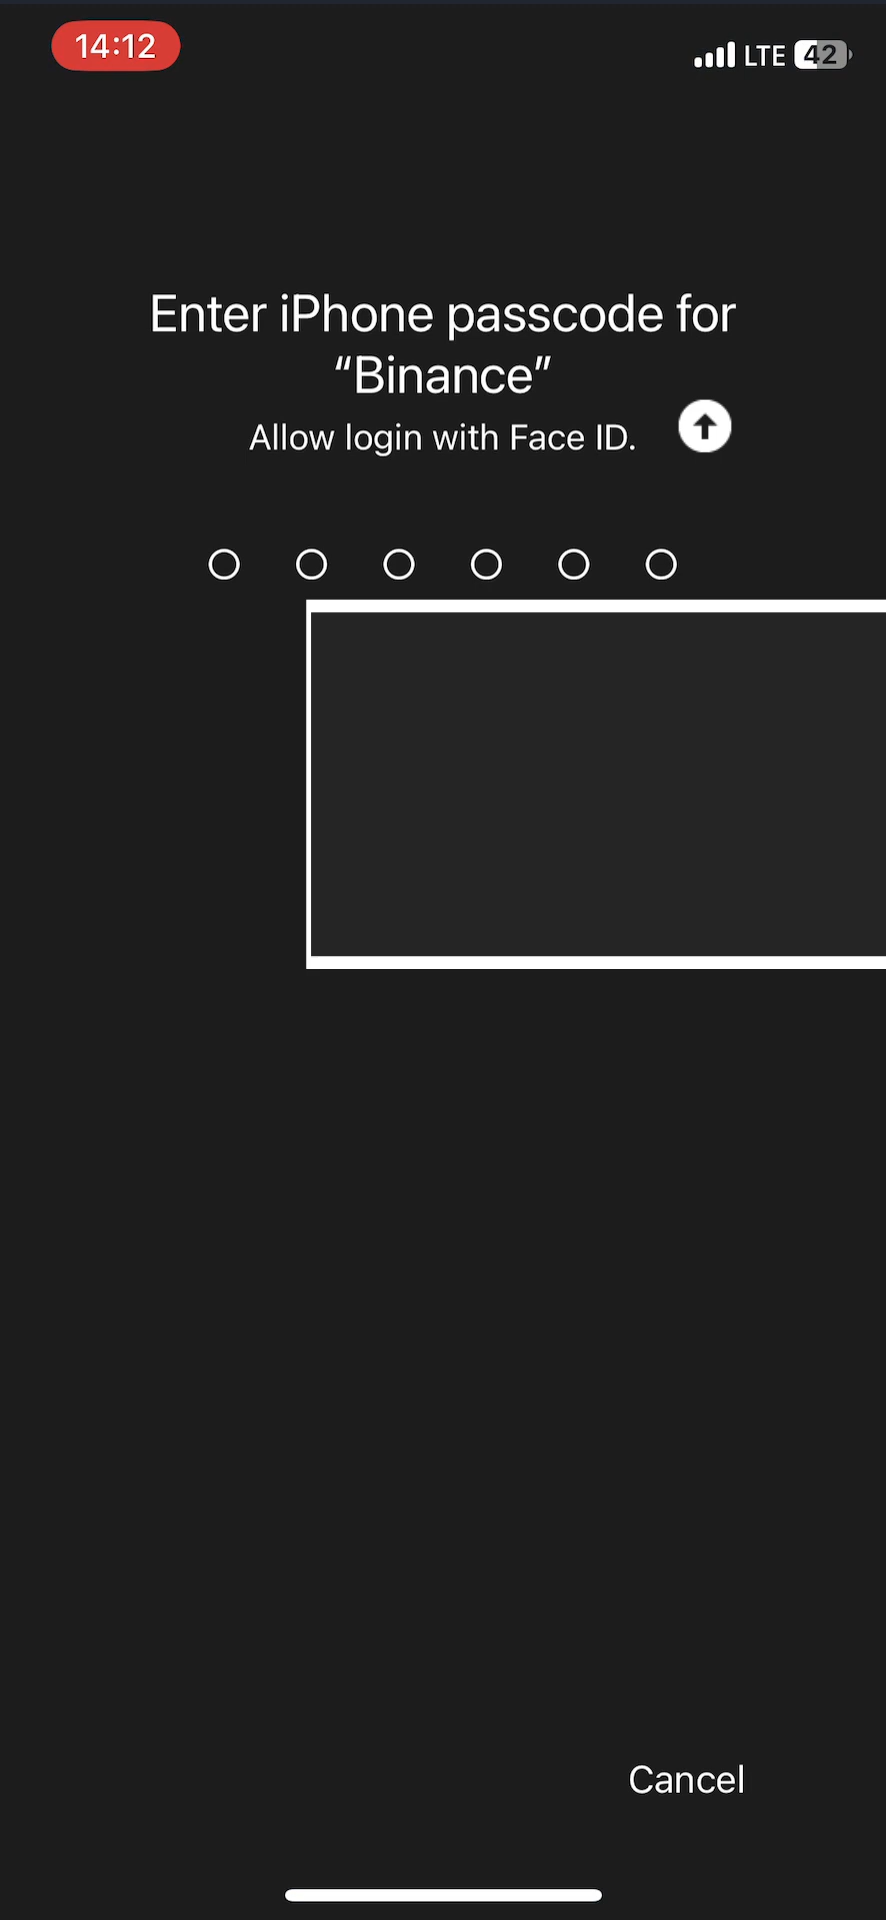 14:12
LTE 42
Enter iPhone passcode for
“Binance”
Allow login with Face ID.
Cancel